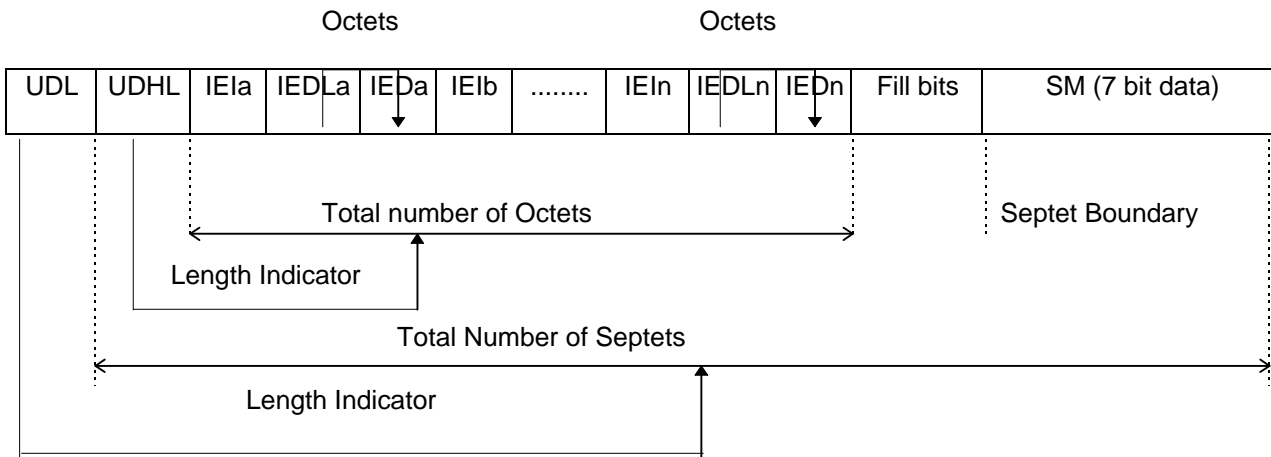 Octets Octets
UDL UDHL IEIa IEDLa IEDa IEIb ........ IEIn IEDLn IEDn Fill bits SM (7 bit data)
Total number of Octets Septet Boundary
Length Indicator
Total Number of Septets
Length Indicator